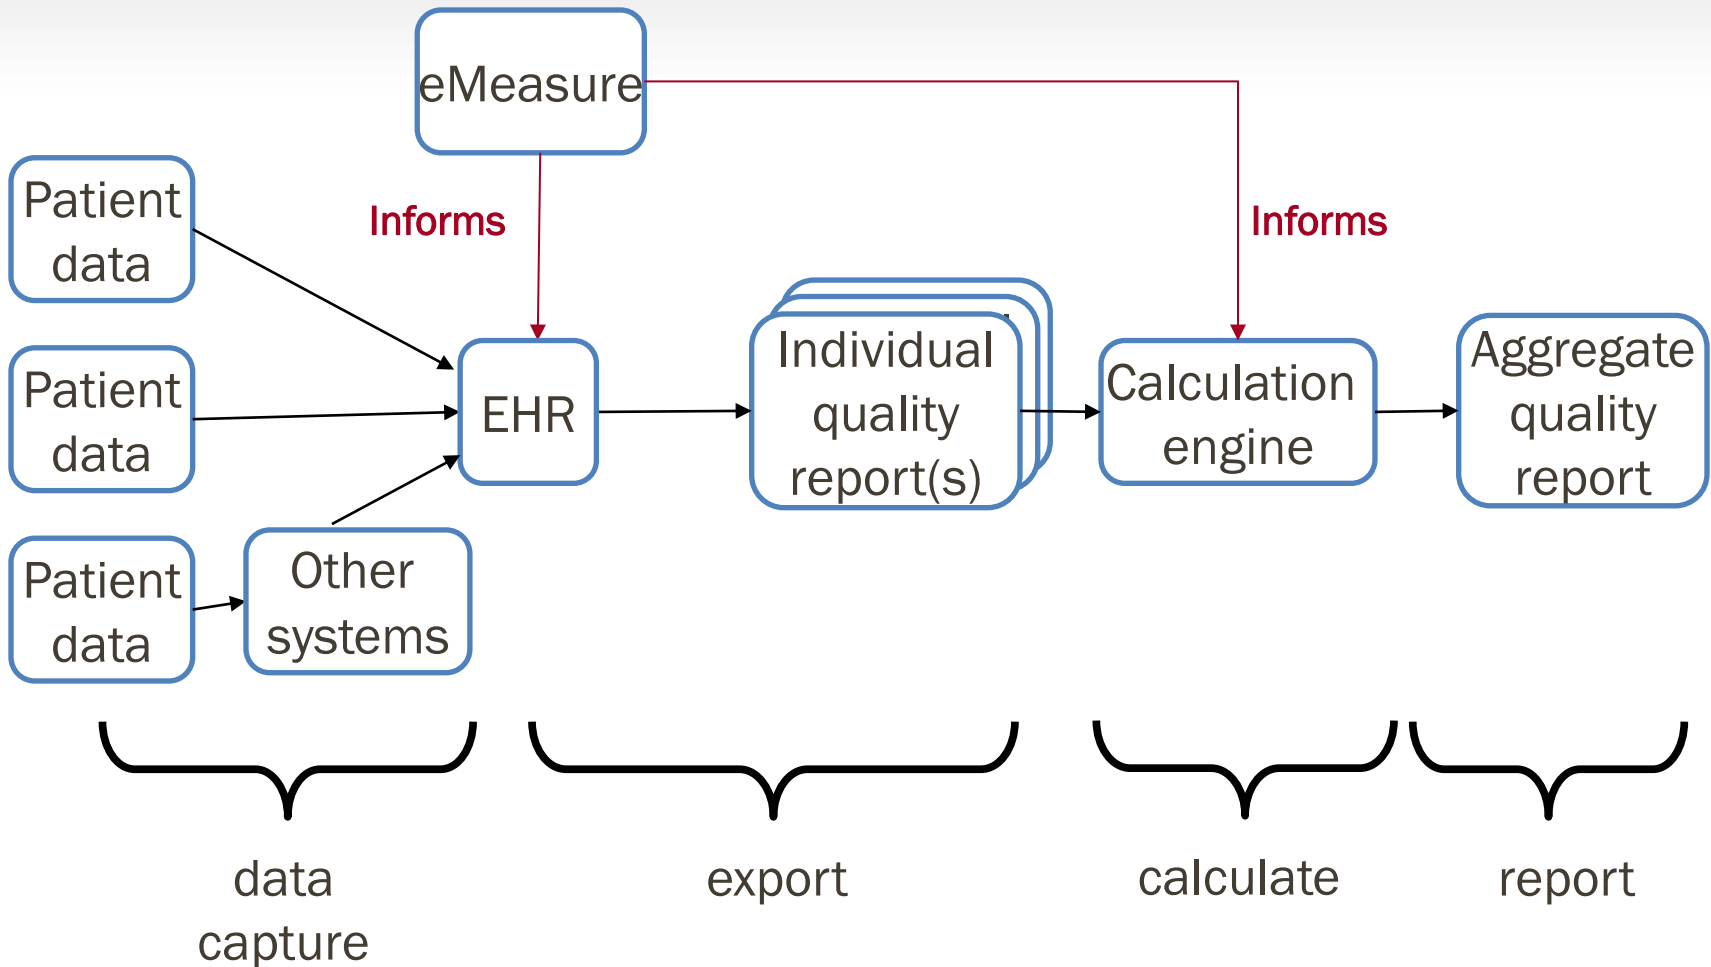 eMeasure
Patient
data
Informs
Informs
Patient
data
EHR
Individual
quality
report(s)
Calculation
engine
Aggregate
quality
report
Patient
data
Other
systems
data
capture
export
calculate
report